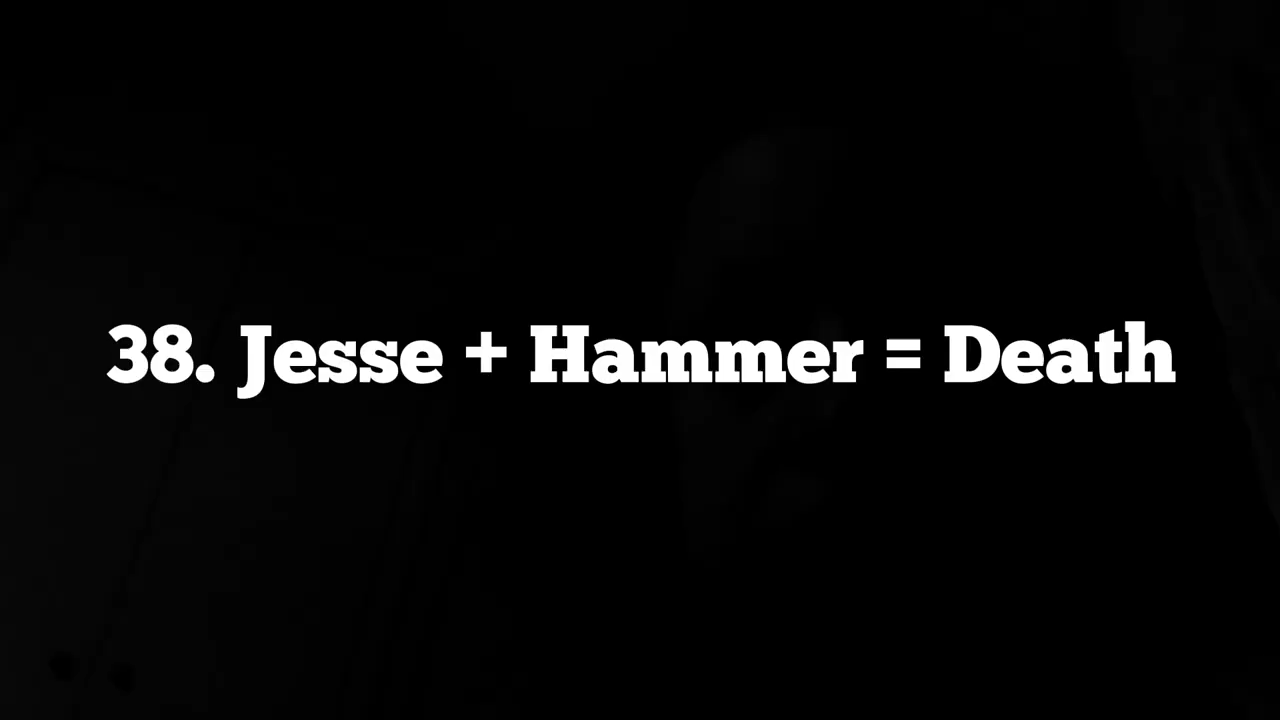 38. Jesse + Hammer = Death